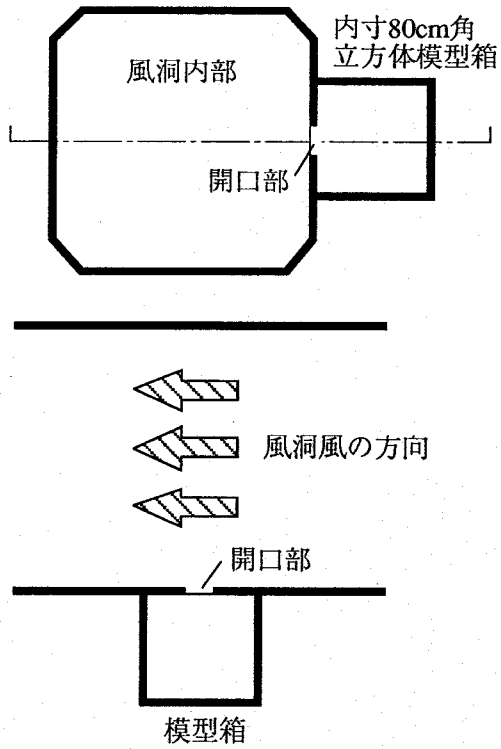 内寸80cm角
立方体模型箱
風洞内部
開口部
風洞風の方向
開口部
模型箱